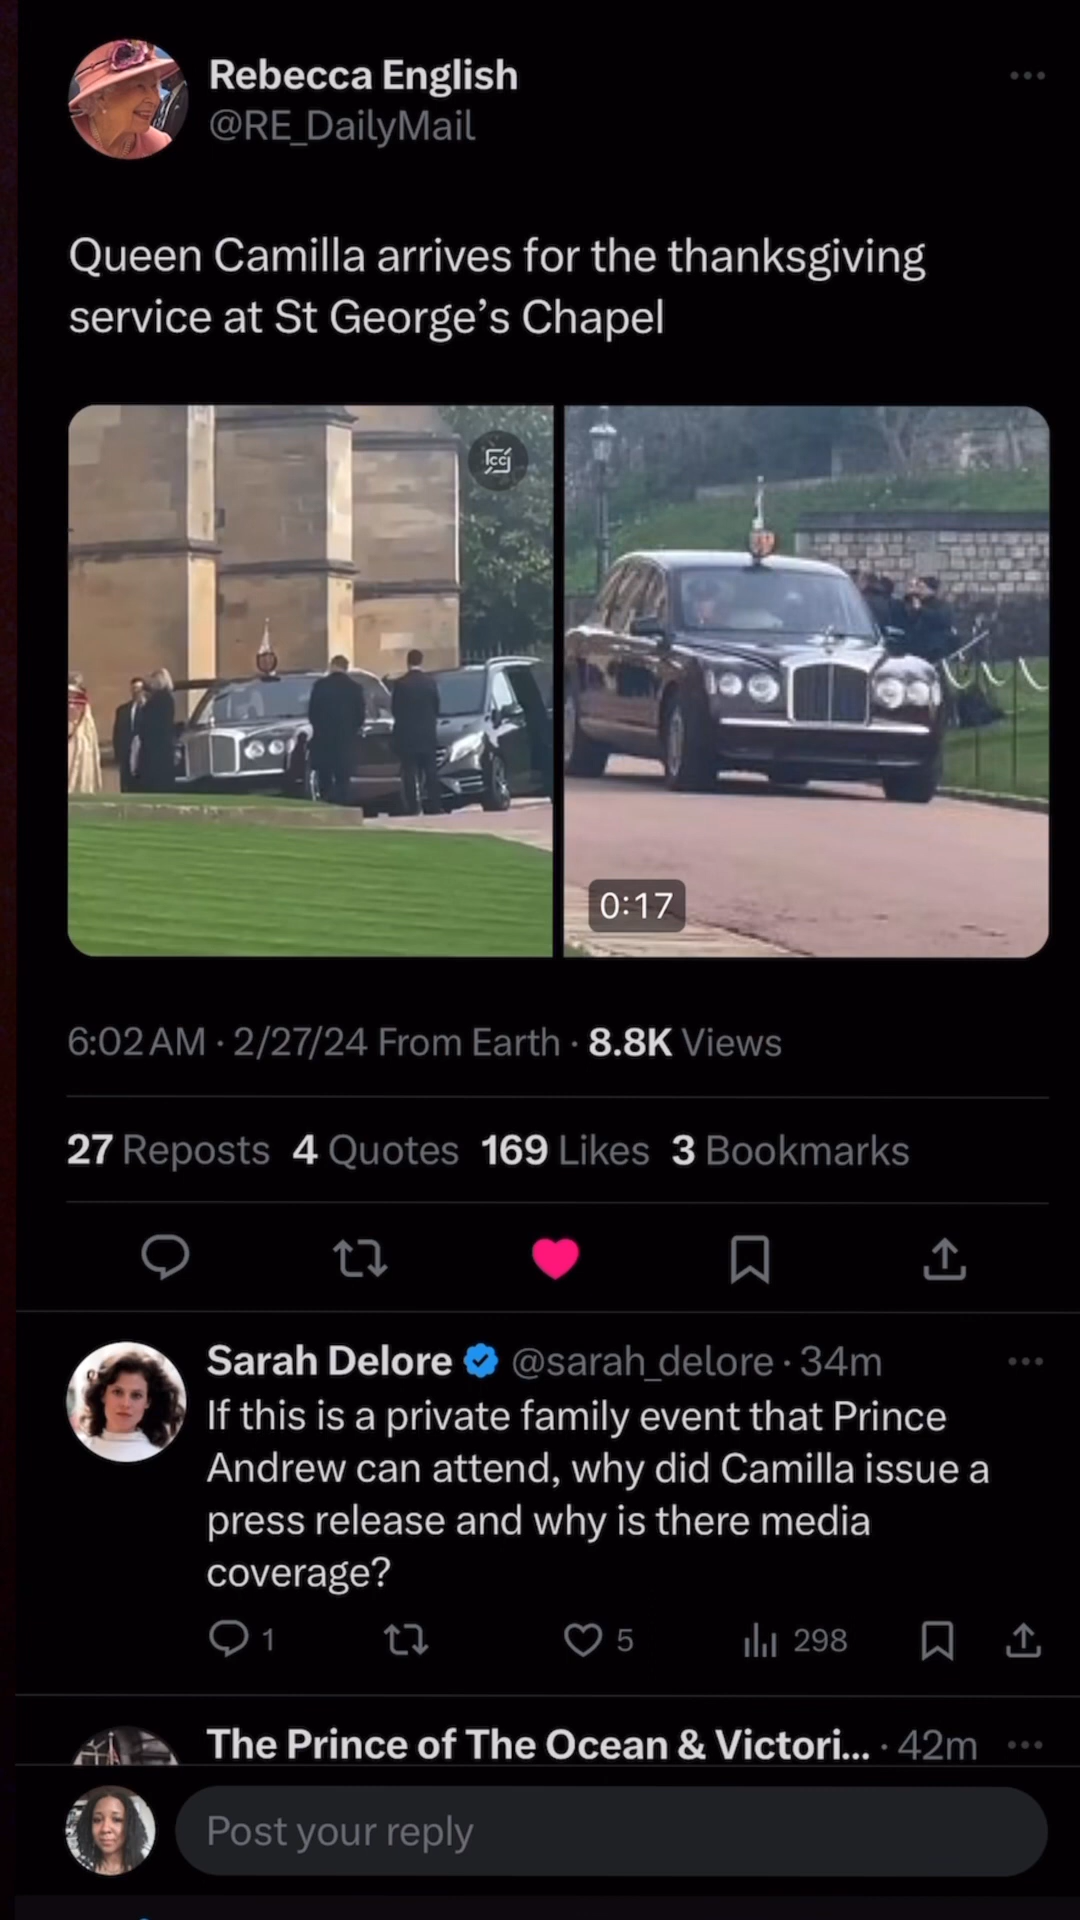 Rebecca English
@RE_DailyMail
Queen Camilla arrives for the thanksgiving
service at St George’s Chapel
CC
0:17
6:02 AM · 2/27/24 From Earth · 8.8K Views
27 Reposts 4 Quotes 169 Likes 3 Bookmarks
Sarah Delore @sarah_delore · 34m
If this is a private family event that Prince
Andrew can attend, why did Camilla issue a
press release and why is there media
coverage?
1 5 298
The Prince of The Ocean & Victori... · 42m
Post your reply